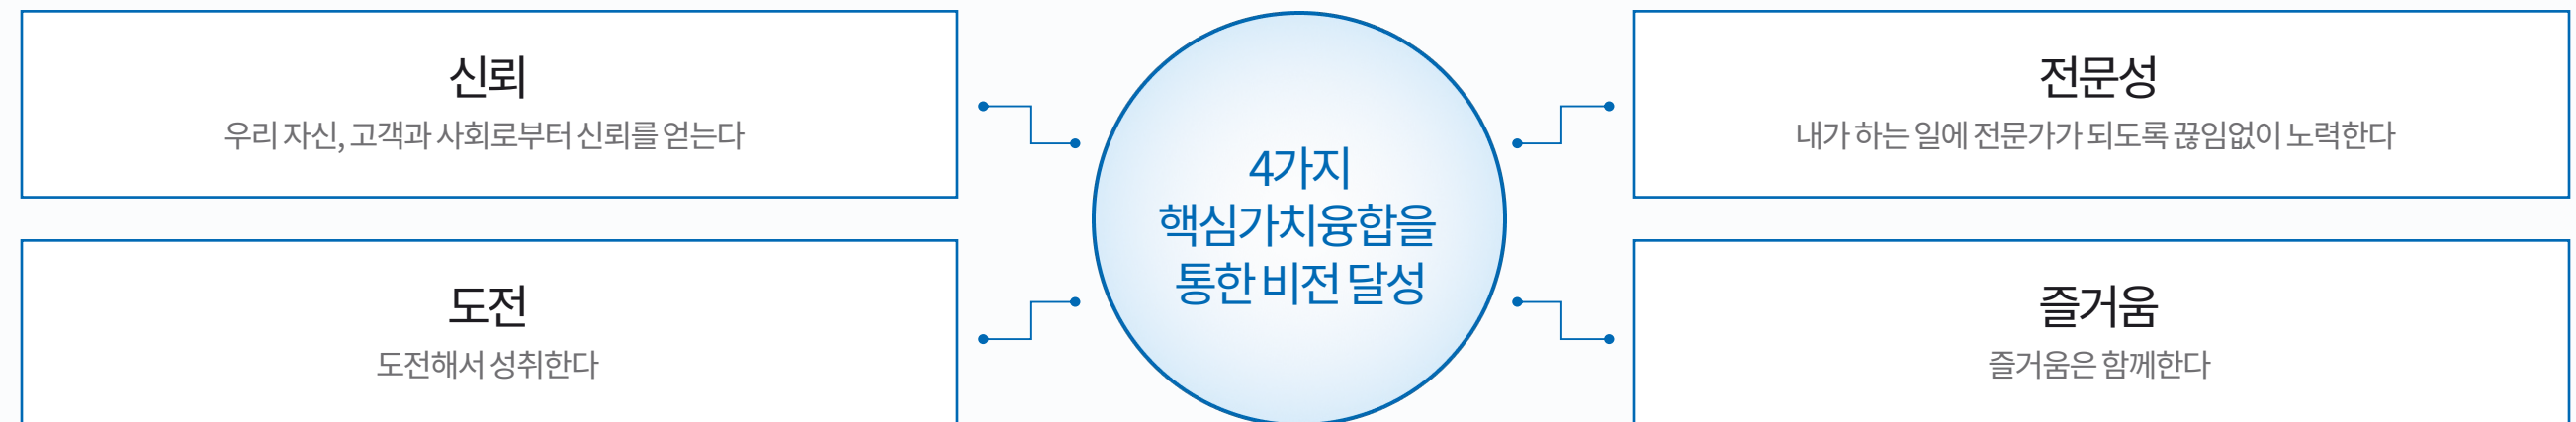 신뢰
우리 자신, 고객과 사회로부터 신뢰를 얻는다
도전
도전해서 성취한다
4가지
핵심가치융합을
통한 비전 달성
전문성
내가 하는 일에 전문가가 되도록 끊임없이 노력한다
즐거움
즐거움은 함께한다